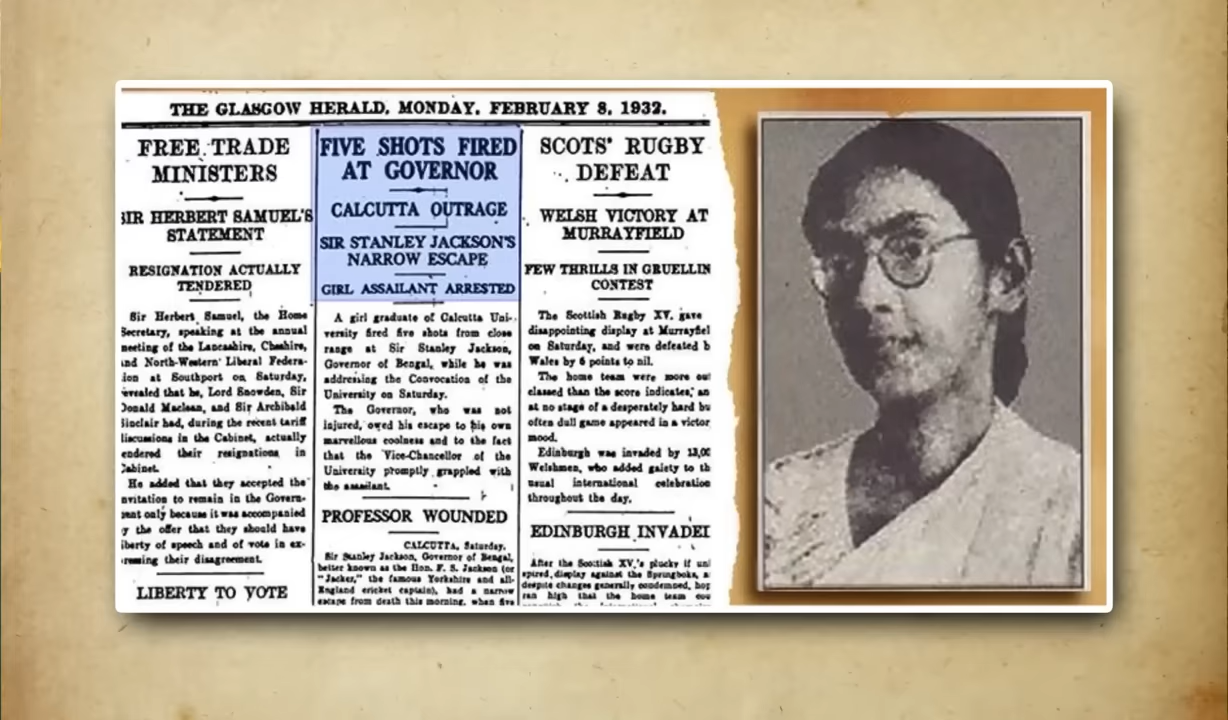 THE GLASGOW HERALD, MONDAY, FEBRUARY 8, 1932.
FREE TRADE
MINISTERS
SIR HERBERT SAMUEL'S
STATEMENT
RESIGNATION ACTUALLY
TENDERED
Sir Herbert Samuel, the Home
Secretary, speaking at the annual
meeting of the Lancashire, Cheshire,
and North-Western Liberal Federa-
tion at Southport on Saturday,
revealed that he, Lord Snowden, Sir
Donald Maclean, and Sir Archibald
Sinclair had, during the recent tariff
discussions in the Cabinet, actually
tendered their resignations in
Cabinet.
He added that they accepted the
invitation to remain in the Govern-
ment only because it was accompanied
by the offer that they should have
liberty of speech and of vote in ex-
pressing their disagreement.
LIBERTY TO VOTE
FIVE SHOTS FIRED
AT GOVERNOR
CALCUTTA OUTRAGE
SIR STANLEY JACKSON'S
NARROW ESCAPE
GIRL ASSAILANT ARRESTED
A girl graduate of Calcutta Uni-
versity fired five shots from close
range at Sir Stanley Jackson,
Governor of Bengal, while he was
addressing the Convocation of the
University on Saturday.
The Governor, who was not
injured, owed his escape to his own
marvellous coolness and to the fact
that the Vice-Chancellor of the
University promptly grappled with
the assailant.
PROFESSOR WOUNDED
CALCUTTA, Saturday.
Sir Stanley Jackson, Governor of Bengal,
better known as the Hon. F. S. Jackson (or
"Jacker," the famous Yorkshire and all-
England cricket captain), had a narrow
escape from death this morning, when five
SCOTS' RUGBY
DEFEAT
WELSH VICTORY AT
MURRAYFIELD
FEW THRILLS IN GRUELLIN
CONTEST
The Scottish Rugby XV. gave
disappointing display at Murrayfiel
on Saturday, and were defeated b
Wales by 6 points to nil.
The home team were more out
classed than the score indicates, an
at no stage of a desperately hard bu
often dull game appeared in a victor
mood.
Edinburgh was invaded by 13,00
Welshmen, who added gaiety to th
usual international celebration
throughout the day.
EDINBURGH INVADEI
After the Scottish XV.'s plucky if uni
spired display against the Springboks, a
despite changes generally condemned, hop
ran high that the home team cou